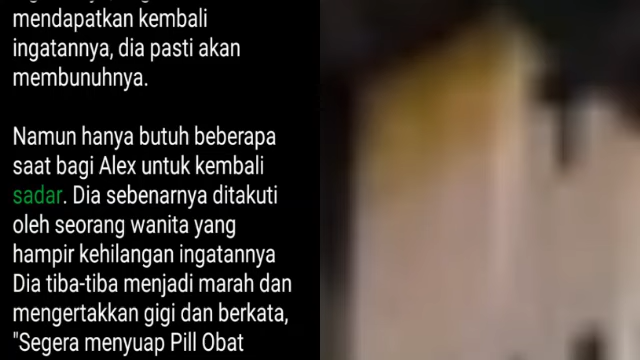 mendapatkan kembali
ingatannya, dia pasti akan
membunuhnya.
Namun hanya butuh beberapa
saat bagi Alex untuk kembali
sadar. Dia sebenarnya ditakuti
oleh seorang wanita yang
hampir kehilangan ingatannya
Dia tiba-tiba menjadi marah dan
mengertakkan gigi dan berkata,
"Segera menyuap Pill Obat